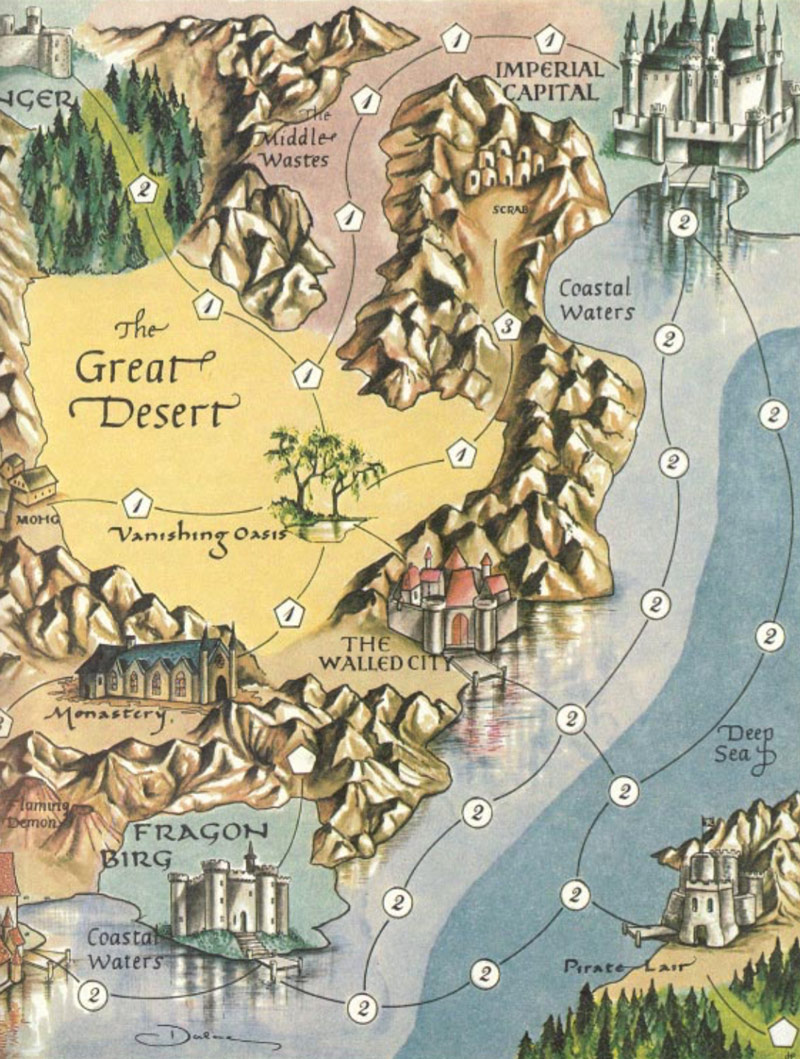 1
1
IMPERIAL
CAPITAL
NGER
1
The
Middle
Wastes
2
SCRAB
1
2
Coastal
Waters
1
The
Great
Desert
3
2
1
2
1
2
MOHG
1
Vanishing Oasis
1
2
THE
WALLED CITY
2
Monastery.
2
Deep
Sea
Flaming
Demon
2
2
FRAGON
BIRG
2
2
Coastal
Waters
Pirate Lair
2
2
2